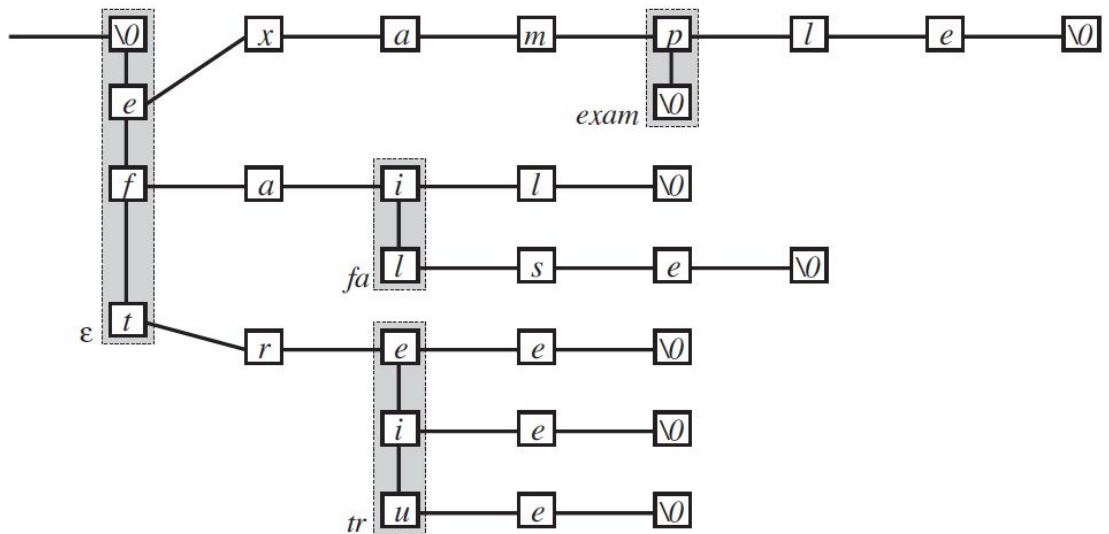 \0 x a m p l e \0
e exam \0
f a i l \0
fa l s e \0
ε t
r e e \0
i e \0
tr u e \0